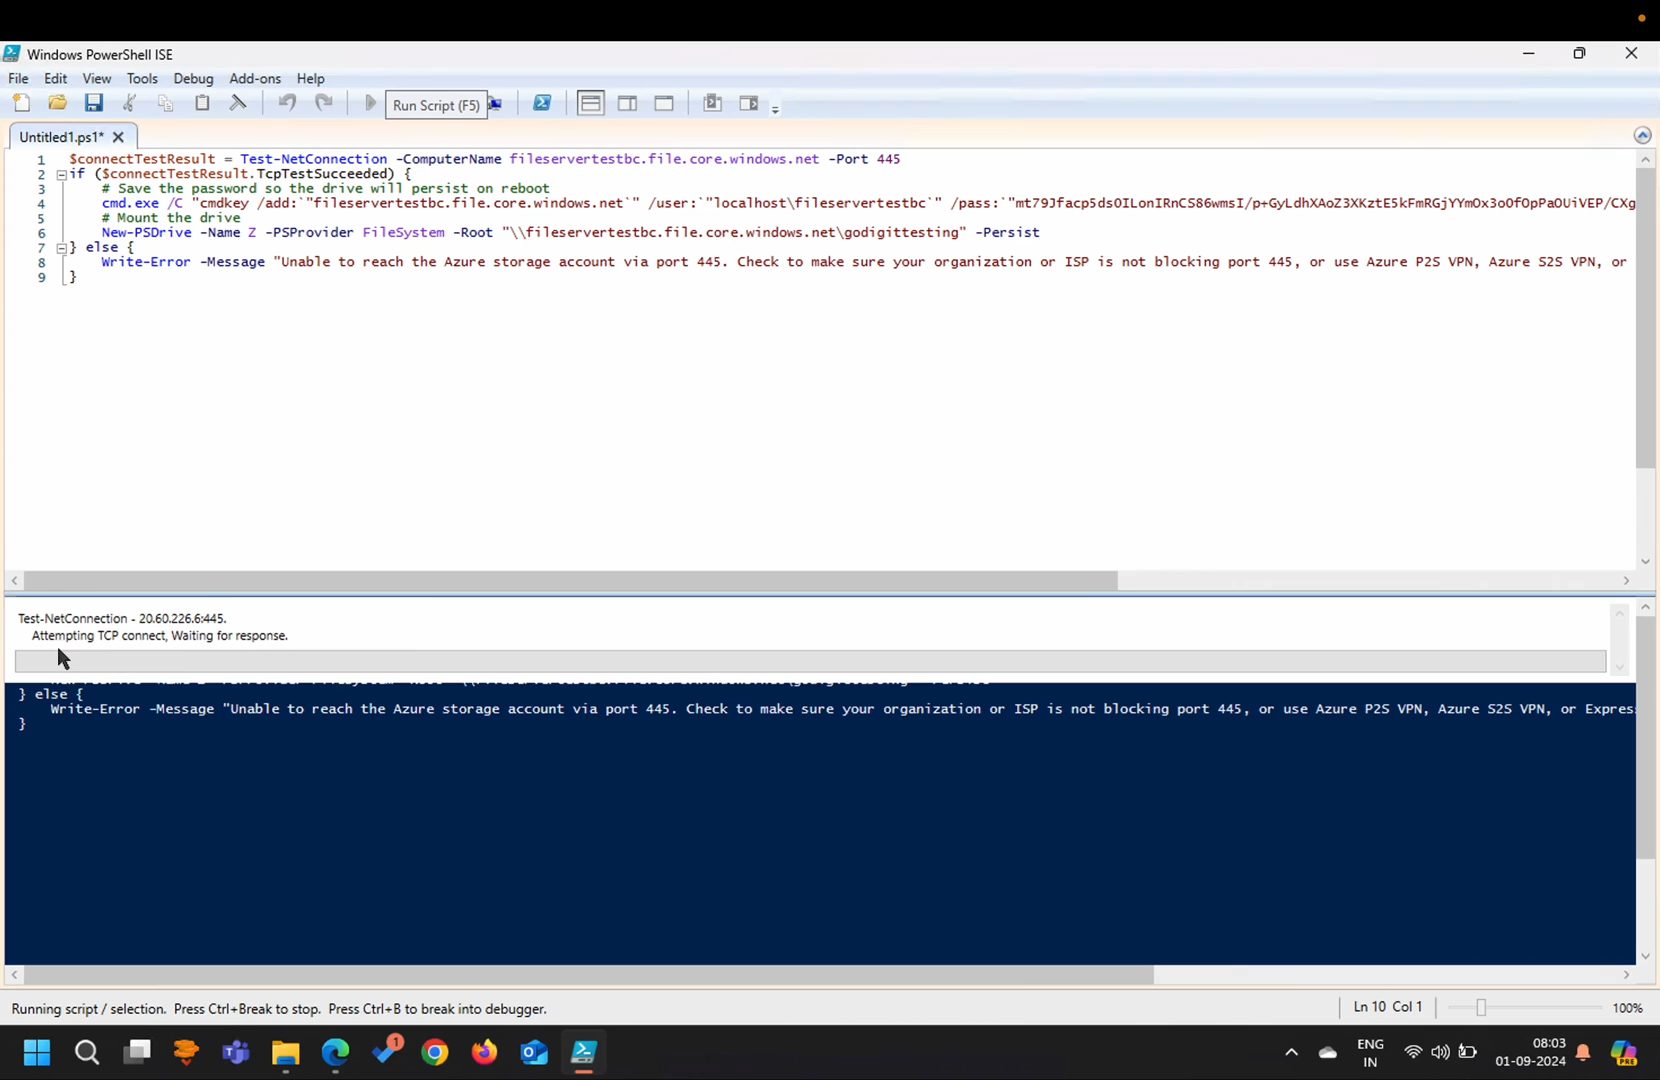 Windows PowerShell ISE
File Edit View Tools Debug Add-ons Help
Run Script (F5)
Untitled1.ps1*
1 $connectTestResult = Test-NetConnection -ComputerName fileservertestbc.file.core.windows.net -Port 445
2 if ($connectTestResult.TcpTestSucceeded) {
3 # Save the password so the drive will persist on reboot
4 cmd.exe /C "cmdkey /add:`"fileservertestbc.file.core.windows.net`" /user:`"localhost\fileservertestbc`" /pass:`"
5 # Mount the drive
6 New-PSDrive -Name Z -PSProvider FileSystem -Root "\\fileservertestbc.file.core.windows.net\godigittesting" -Persist
7 } else {
8 Write-Error -Message "Unable to reach the Azure storage account via port 445. Check to make sure your organization or ISP is not blocking port 445, or use Azure P2S VPN, Azure S2S VPN, or
9 }
Test-NetConnection - 20.60.226.6:445.
Attempting TCP connect, Waiting for response.
} else {
Write-Error -Message "Unable to reach the Azure storage account via port 445. Check to make sure your organization or ISP is not blocking port 445, or use Azure P2S VPN, Azure S2S VPN, or Expres
}
Running script / selection. Press Ctrl+Break to stop. Press Ctrl+B to break into debugger.
Ln 10 Col 1
100%
1
ENG
IN
08:03
01-09-2024
PRE